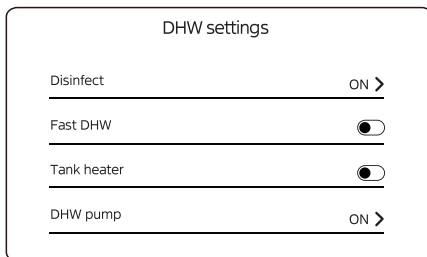 DHW settings
Disinfect ON
Fast DHW
Tank heater
DHW pump ON